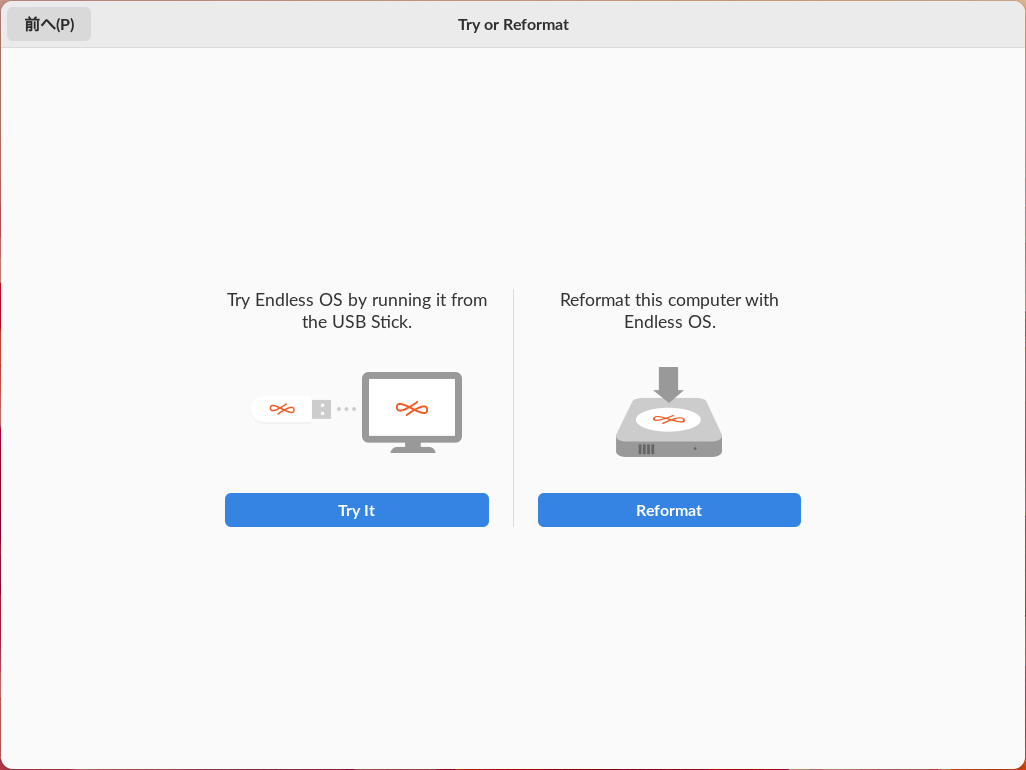 前へ(P)
Try or Reformat
Try Endless OS by running it from
the USB Stick.
Try It
Reformat this computer with
Endless OS.
Reformat